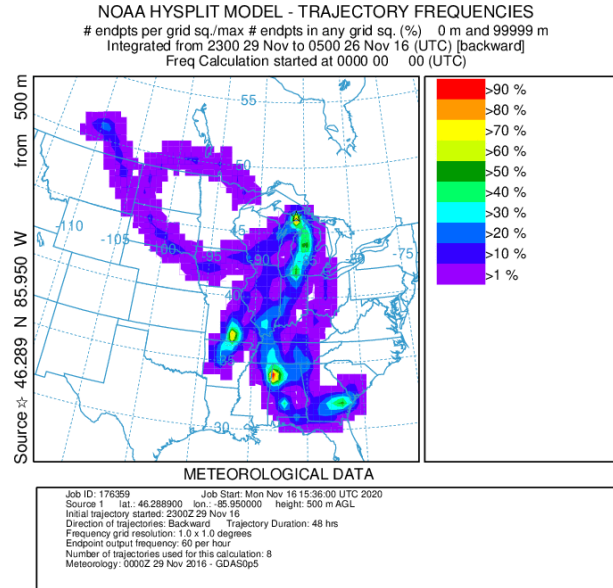 NOAA HYSPLIT MODEL - TRAJECTORY FREQUENCIES
# endpts per grid sq./max # endpts in any grid sq. (%) 0 m and 99999 m
Integrated from 2300 29 Nov to 0500 26 Nov 16 (UTC) [backward]
Freq Calculation started at 0000 00 00 (UTC)
Source ☆ 46.289 N 85.950 W from 500 m
55
50
45
-110
-105
-100
-95
-90
-85
-80
-75
40
35
30
>90 %
>80 %
>70 %
>60 %
>50 %
>40 %
>30 %
>20 %
>10 %
>1 %
METEOROLOGICAL DATA
Job ID: 176359 Job Start: Mon Nov 16 15:36:00 UTC 2020
Source 1 lat.: 46.288900 lon.: -85.950000 height: 500 m AGL
Initial trajectory started: 2300Z 29 Nov 16
Direction of trajectories: Backward Trajectory Duration: 48 hrs
Frequency grid resolution: 1.0 x 1.0 degrees
Endpoint output frequency: 60 per hour
Number of trajectories used for this calculation: 8
Meteorology: 0000Z 29 Nov 2016 - GDAS0p5